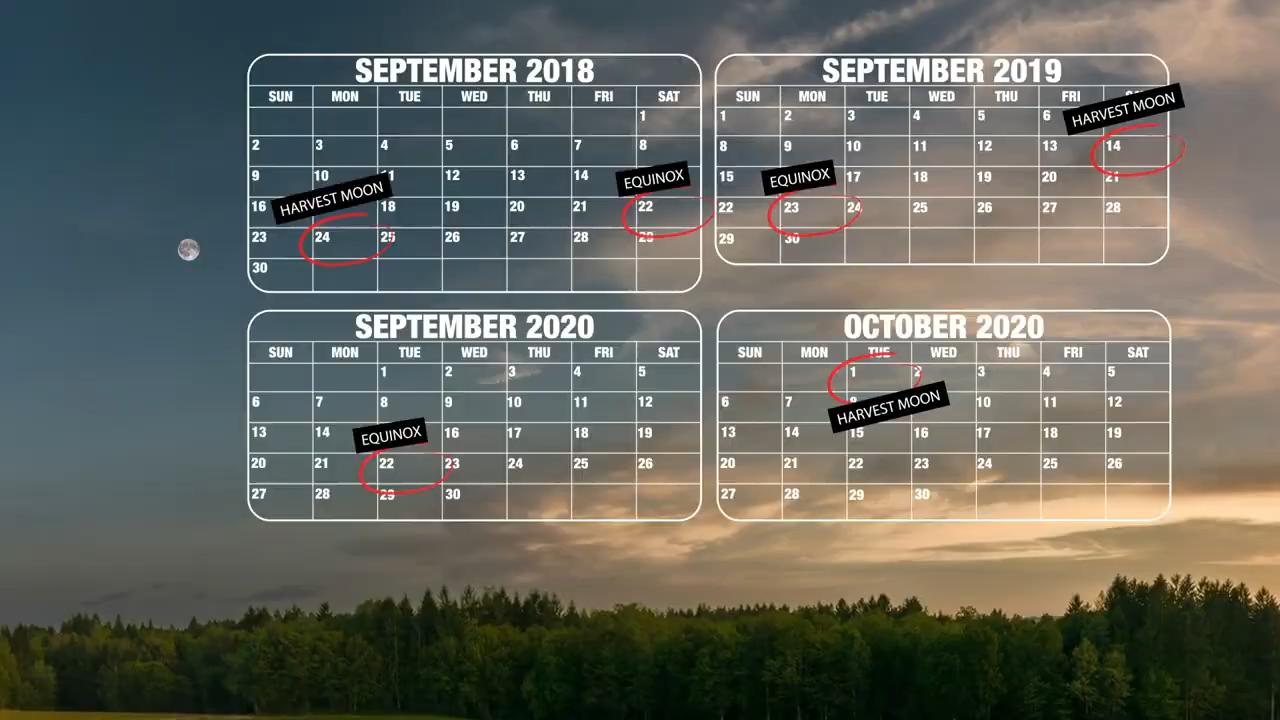 SEPTEMBER 2018
SUN MON TUE WED THU FRI SAT
1
2 3 4 5 6 7 8
9 10 11 12 13 14
EQUINOX
HARVEST MOON
16 18 19 20 21 22
23 24 25 26 27 28 29
30
SEPTEMBER 2019
SUN MON TUE WED THU FRI
HARVEST MOON
1 2 3 4 5 6
8 9 10 11 12 13 14
EQUINOX
15 17 18 19 20 21
22 23 24 25 26 27 28
29 30
SEPTEMBER 2020
SUN MON TUE WED THU FRI SAT
1 2 3 4 5
6 7 8 9 10 11 12
EQUINOX
13 14 16 17 18 19
20 21 22 23 24 25 26
27 28 29 30
OCTOBER 2020
SUN MON TUE WED THU FRI SAT
1 2 3 4 5
HARVEST MOON
6 7 8 10 11 12
13 14 15 16 17 18 19
20 21 22 23 24 25 26
27 28 29 30